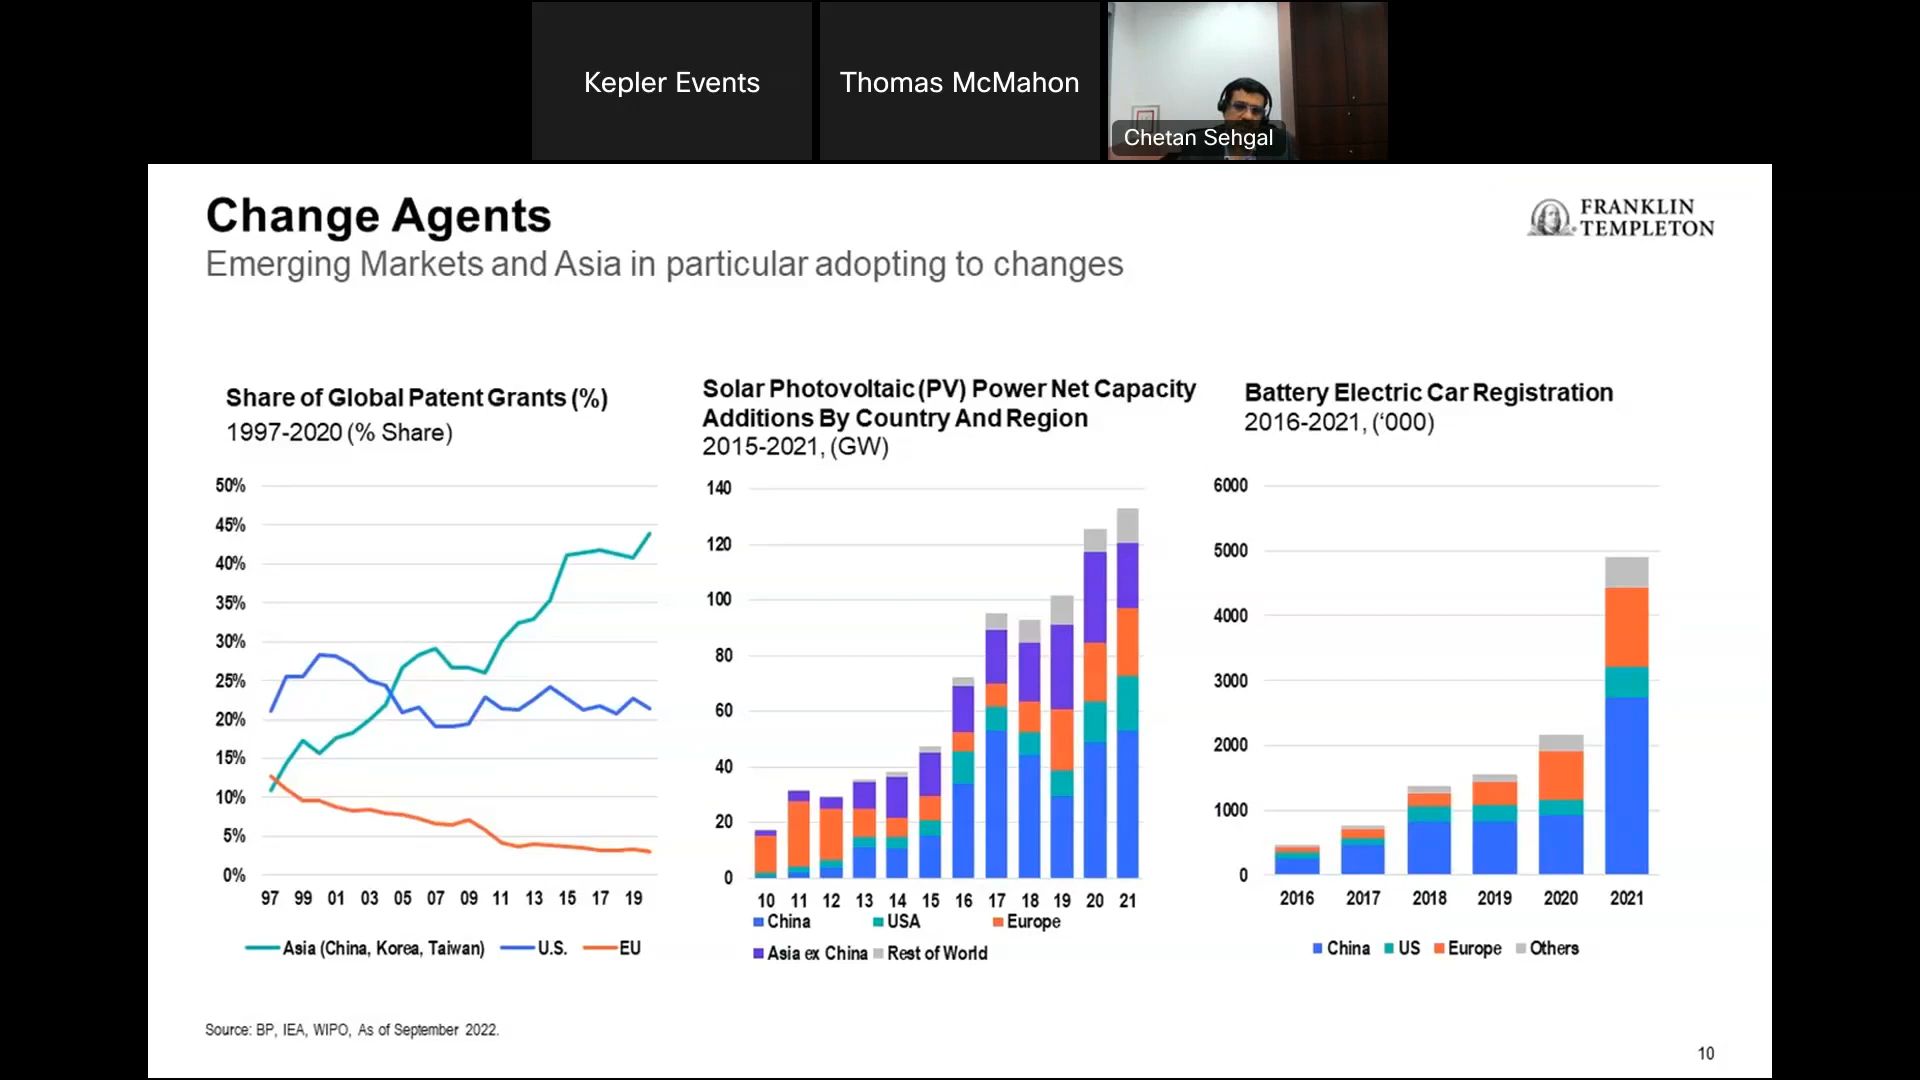 Kepler Events
Thomas McMahon
Chetan Sehgal
Change Agents
Emerging Markets and Asia in particular adopting to changes
FRANKLIN
TEMPLETON
Share of Global Patent Grants (%)
1997-2020 (% Share)
50%
45%
40%
35%
30%
25%
20%
15%
10%
5%
0%
97 99 01 03 05 07 09 11 13 15 17 19
Asia (China, Korea, Taiwan) U.S. EU
Solar Photovoltaic (PV) Power Net Capacity
Additions By Country And Region
2015-2021, (GW)
140
120
100
80
60
40
20
0
10 11 12 13 14 15 16 17 18 19 20 21
China USA Europe
Asia ex China Rest of World
Battery Electric Car Registration
2016-2021, (‘000)
6000
5000
4000
3000
2000
1000
0
2016 2017 2018 2019 2020 2021
China US Europe Others
Source: BP, IEA, WIPO, As of September 2022.
10